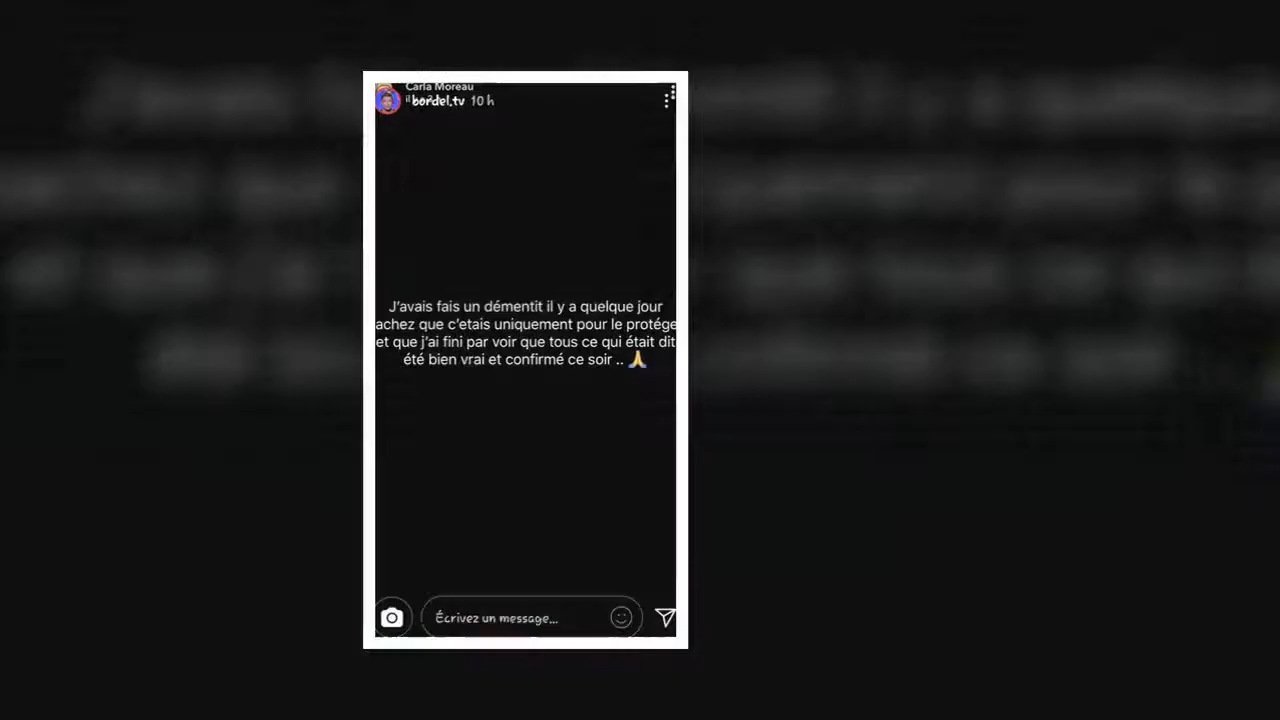 Carla Moreau
bordel.tv 10 h
J'avais fais un démentit il y a quelque jour
achez que c'etais uniquement pour le protége
et que j'ai fini par voir que tous ce qui était dit
été bien vrai et confirmé ce soir .. 🙏
Écrivez un message...